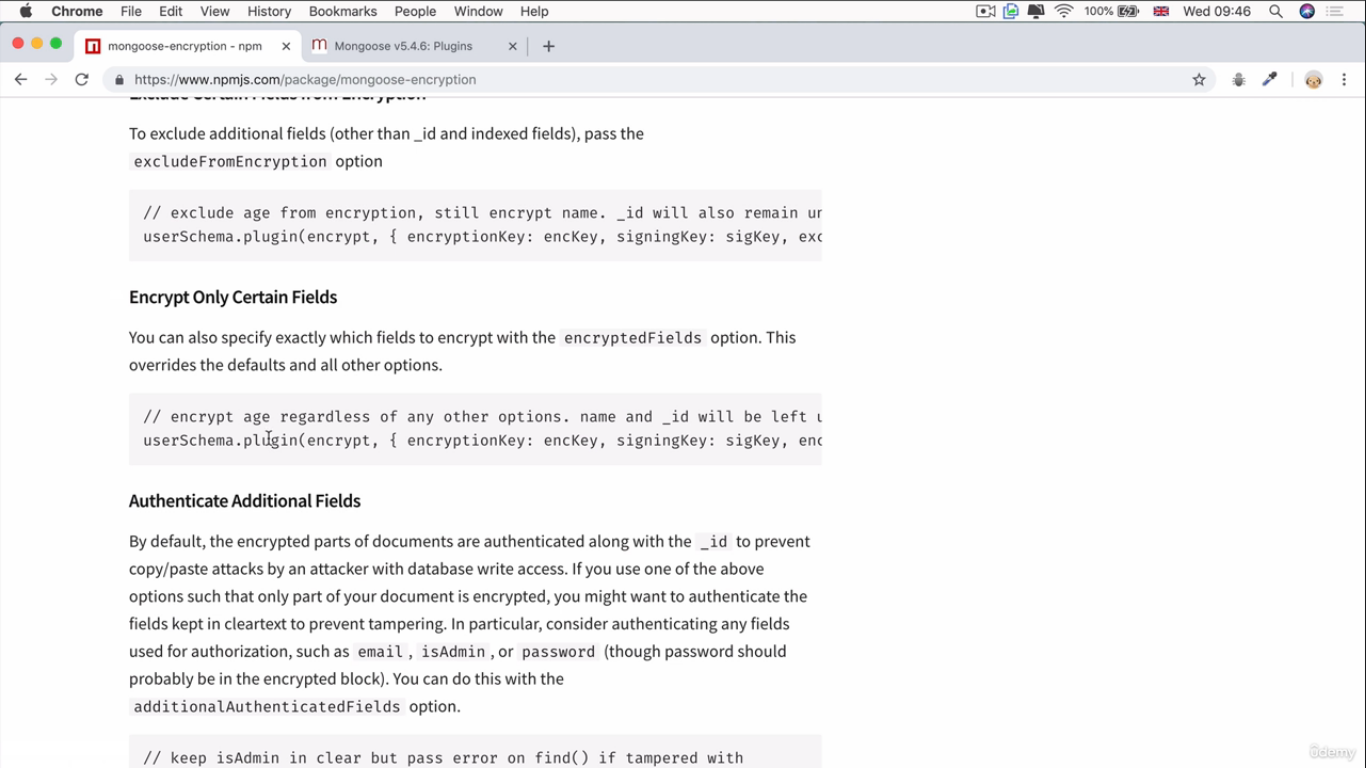 Chrome File Edit View History Bookmarks People Window Help 100% Wed 09:46
mongoose-encryption - npm Mongoose v5.4.6: Plugins
https://www.npmjs.com/package/mongoose-encryption
Exclude Certain Fields from Encryption
To exclude additional fields (other than _id and indexed fields), pass the
excludeFromEncryption option
// exclude age from encryption, still encrypt name. _id will also remain un
userSchema.plugin(encrypt, { encryptionKey: encKey, signingKey: sigKey, exc
Encrypt Only Certain Fields
You can also specify exactly which fields to encrypt with the encryptedFields option. This
overrides the defaults and all other options.
// encrypt age regardless of any other options. name and _id will be left u
userSchema.plugin(encrypt, { encryptionKey: encKey, signingKey: sigKey, enc
Authenticate Additional Fields
By default, the encrypted parts of documents are authenticated along with the _id to prevent
copy/paste attacks by an attacker with database write access. If you use one of the above
options such that only part of your document is encrypted, you might want to authenticate the
fields kept in cleartext to prevent tampering. In particular, consider authenticating any fields
used for authorization, such as email, isAdmin, or password (though password should
probably be in the encrypted block). You can do this with the
additionalAuthenticatedFields option.
// keep isAdmin in clear but pass error on find() if tampered with
ûdemy